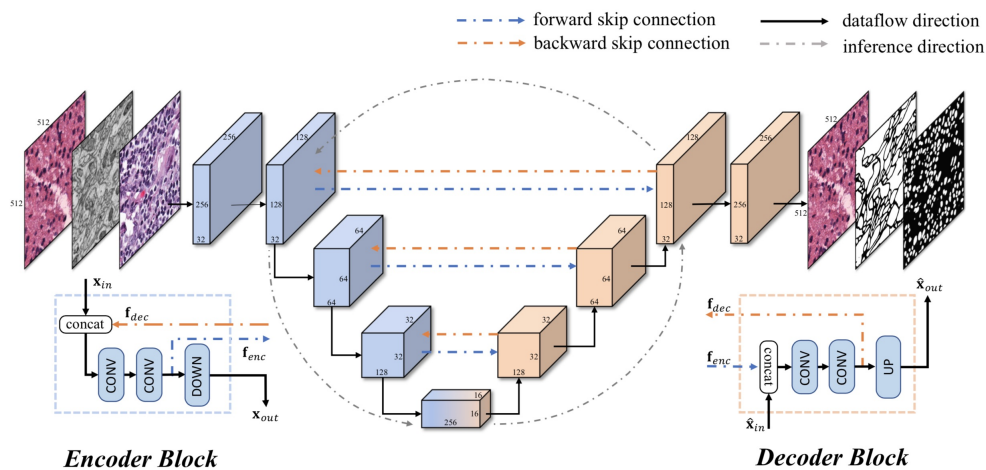 forward skip connection
dataflow direction
backward skip connection
inference direction
512
512
256
256
32
128
128
32
64
64
64
32
32
128
16
16
256
32
32
128
64
64
64
128
128
32
256
256
32
512
512
x_in
concat
f_dec
CONV
CONV
f_enc
DOWN
x_out
Encoder Block
x̂_out
f_dec
f_enc
concat
CONV
CONV
UP
x̂_in
Decoder Block